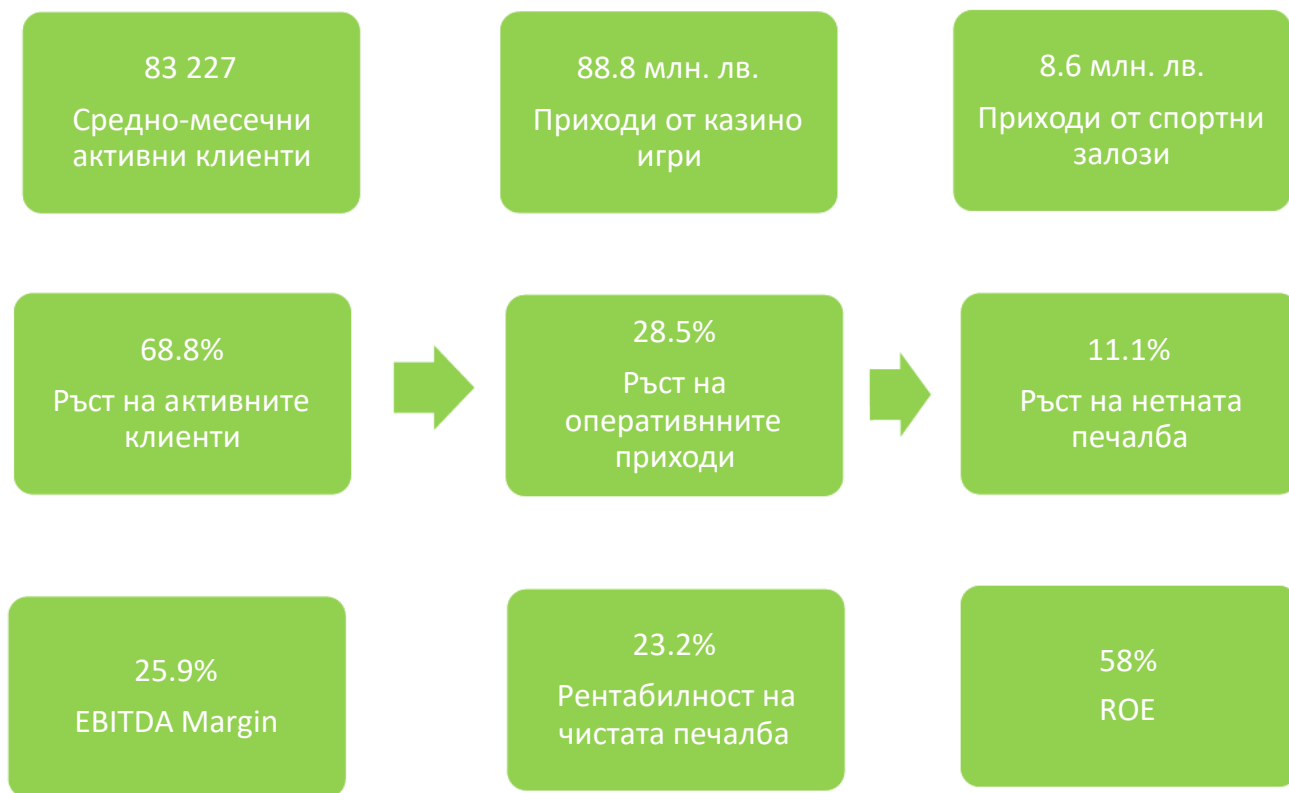 83 227
Средно-месечни
активни клиенти
88.8 млн. лв.
Приходи от казино
игри
8.6 млн. лв.
Приходи от спортни
залози
68.8%
Ръст на активните
клиенти
28.5%
Ръст на
оперативнните
приходи
11.1%
Ръст на нетната
печалба
25.9%
EBITDA Margin
23.2%
Рентабилност на
чистата печалба
58%
ROE